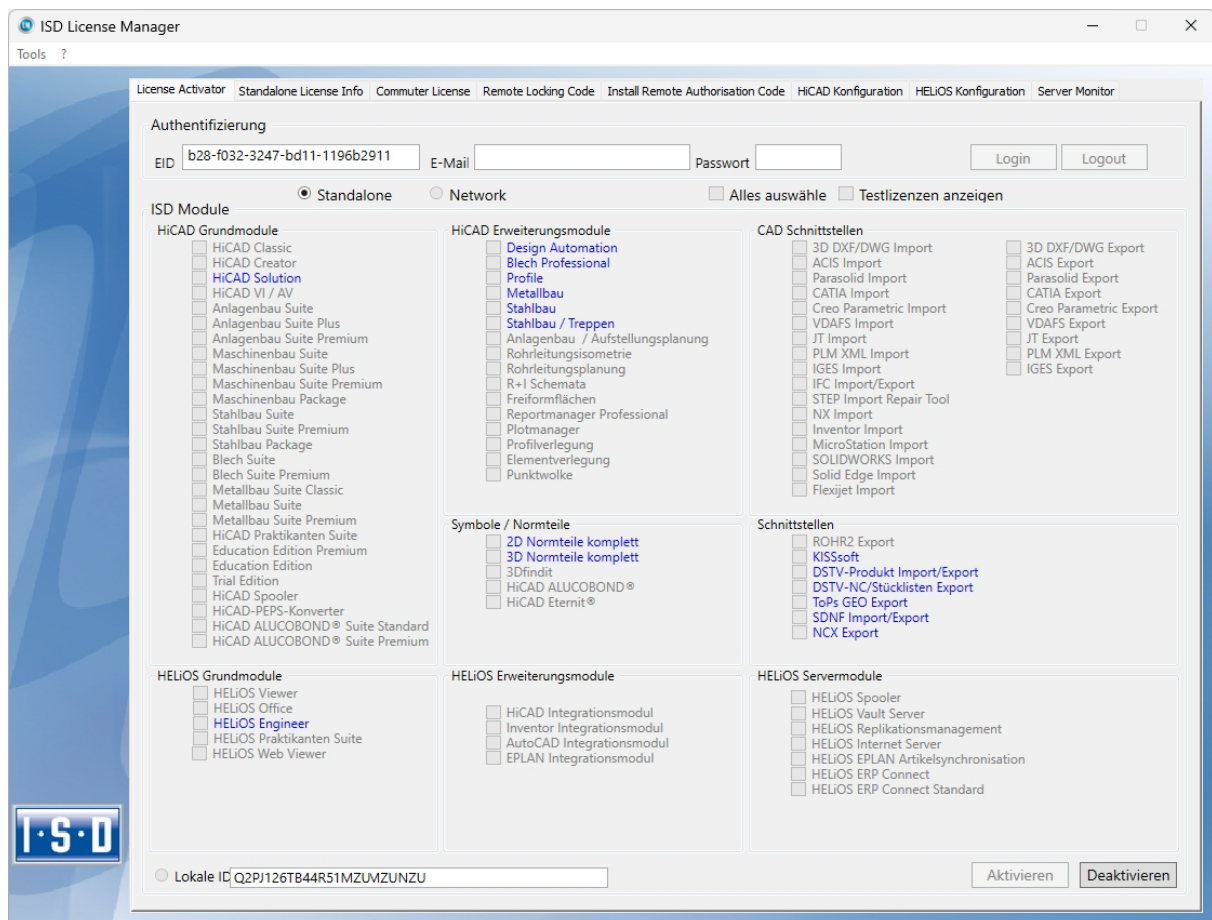 ISD License Manager
Tools ?
License Activator Standalone License Info Commuter License Remote Locking Code Install Remote Authorisation Code HiCAD Konfiguration HELiOS Konfiguration Server Monitor
Authentifizierung
EID b28-f032-3247-bd11-1196b2911 E-Mail Passwort Login Logout
Standalone Network Alles auswähle Testlizenzen anzeigen
ISD Module
HiCAD Grundmodule
HiCAD Classic
HiCAD Creator
HiCAD Solution
HiCAD VI / AV
Anlagenbau Suite
Anlagenbau Suite Plus
Anlagenbau Suite Premium
Maschinenbau Suite
Maschinenbau Suite Plus
Maschinenbau Suite Premium
Maschinenbau Package
Stahlbau Suite
Stahlbau Suite Premium
Stahlbau Package
Blech Suite
Blech Suite Premium
Metallbau Suite Classic
Metallbau Suite
Metallbau Suite Premium
HiCAD Praktikanten Suite
Education Edition Premium
Education Edition
Trial Edition
HiCAD Spooler
HiCAD-PEPS-Konverter
HiCAD ALUCOBOND® Suite Standard
HiCAD ALUCOBOND® Suite Premium
HiCAD Erweiterungsmodule
Design Automation
Blech Professional
Profile
Metallbau
Stahlbau
Stahlbau / Treppen
Anlagenbau / Aufstellungsplanung
Rohrleitungsisometrie
Rohrleitungsplanung
R+I Schemata
Freiformflächen
Reportmanager Professional
Plotmanager
Profilverlegung
Elementverlegung
Punktwolke
CAD Schnittstellen
3D DXF/DWG Import
ACIS Import
Parasolid Import
CATIA Import
Creo Parametric Import
VDAFS Import
JT Import
PLM XML Import
IGES Import
IFC Import/Export
STEP Import Repair Tool
NX Import
Inventor Import
MicroStation Import
SOLIDWORKS Import
Solid Edge Import
Flexijet Import
3D DXF/DWG Export
ACIS Export
Parasolid Export
CATIA Export
Creo Parametric Export
VDAFS Export
JT Export
PLM XML Export
IGES Export
Symbole / Normteile
2D Normteile komplett
3D Normteile komplett
3Dfindit
HiCAD ALUCOBOND®
HiCAD Eternit®
Schnittstellen
ROHR2 Export
KISSsoft
DSTV-Produkt Import/Export
DSTV-NC/Stücklisten Export
ToPs GEO Export
SDNF Import/Export
NCX Export
HELiOS Grundmodule
HELiOS Viewer
HELiOS Office
HELiOS Engineer
HELiOS Praktikanten Suite
HELiOS Web Viewer
HELiOS Erweiterungsmodule
HiCAD Integrationsmodul
Inventor Integrationsmodul
AutoCAD Integrationsmodul
EPLAN Integrationsmodul
HELiOS Servermodule
HELiOS Spooler
HELiOS Vault Server
HELiOS Replikationsmanagement
HELiOS Internet Server
HELiOS EPLAN Artikelsynchronisation
HELiOS ERP Connect
HELiOS ERP Connect Standard
I·S·D
Lokale ID Q2PJ126TB44R51MZUMZUNZU Aktivieren Deaktivieren